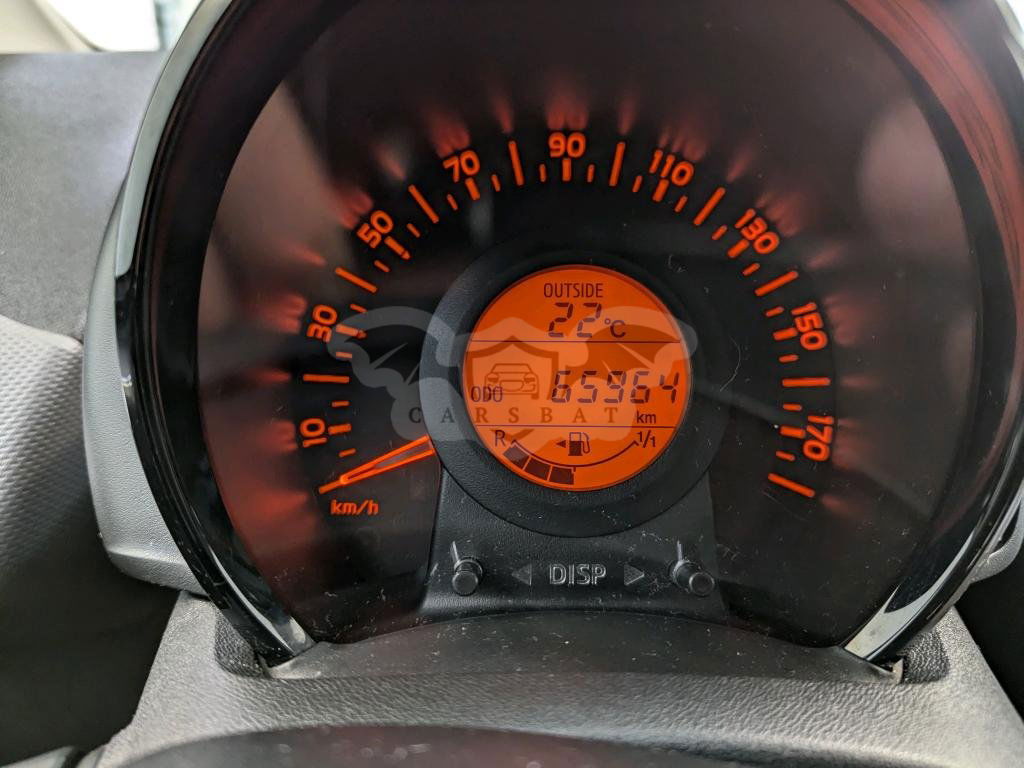 10
30
50
70
90
110
130
150
170
km/h
OUTSIDE
22°C
ODO 65964
km
CARSBAT
R 1/1
DISP